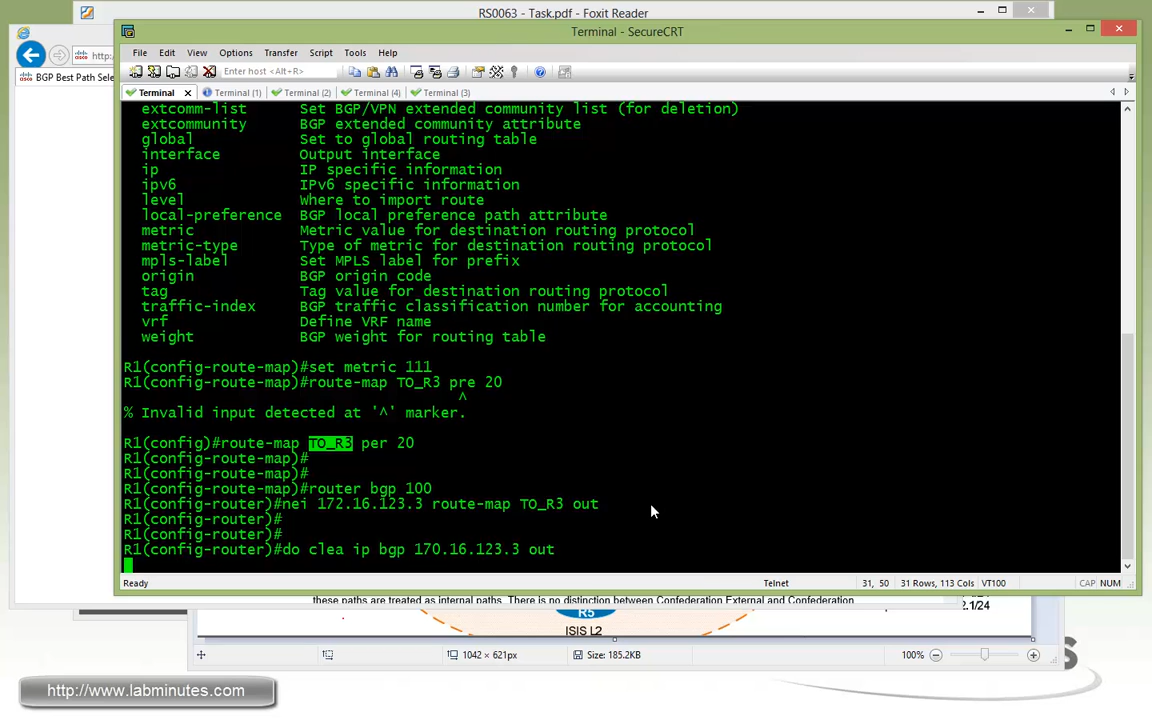 RS0063 - Task.pdf - Foxit Reader
Terminal - SecureCRT
File Edit View Options Transfer Script Tools Help
http:
Enter host <Alt+R>
BGP Best Path Sele
Terminal Terminal (1) Terminal (2) Terminal (4) Terminal (3)
extcomm-list Set BGP/VPN extended community list (for deletion)
extcommunity BGP extended community attribute
global Set to global routing table
interface Output interface
ip IP specific information
ipv6 IPv6 specific information
level Where to import route
local-preference BGP local preference path attribute
metric Metric value for destination routing protocol
metric-type Type of metric for destination routing protocol
mpls-label Set MPLS label for prefix
origin BGP origin code
tag Tag value for destination routing protocol
traffic-index BGP traffic classification number for accounting
vrf Define VRF name
weight BGP weight for routing table
R1(config-route-map)#set metric 111
R1(config-route-map)#route-map TO_R3 pre 20
^
% Invalid input detected at '^' marker.
R1(config)#route-map TO_R3 per 20
R1(config-route-map)#
R1(config-route-map)#
R1(config-route-map)#router bgp 100
R1(config-router)#nei 172.16.123.3 route-map TO_R3 out
R1(config-router)#
R1(config-router)#
R1(config-router)#do clea ip bgp 170.16.123.3 out
Ready Telnet 31, 50 31 Rows, 113 Cols VT100 CAP NUM
these paths are treated as internal paths. There is no distinction between Confederation External and Confederation
2.1/24
R5
ISIS L2
1042 × 621px Size: 185.2KB 100%
http://www.labminutes.com